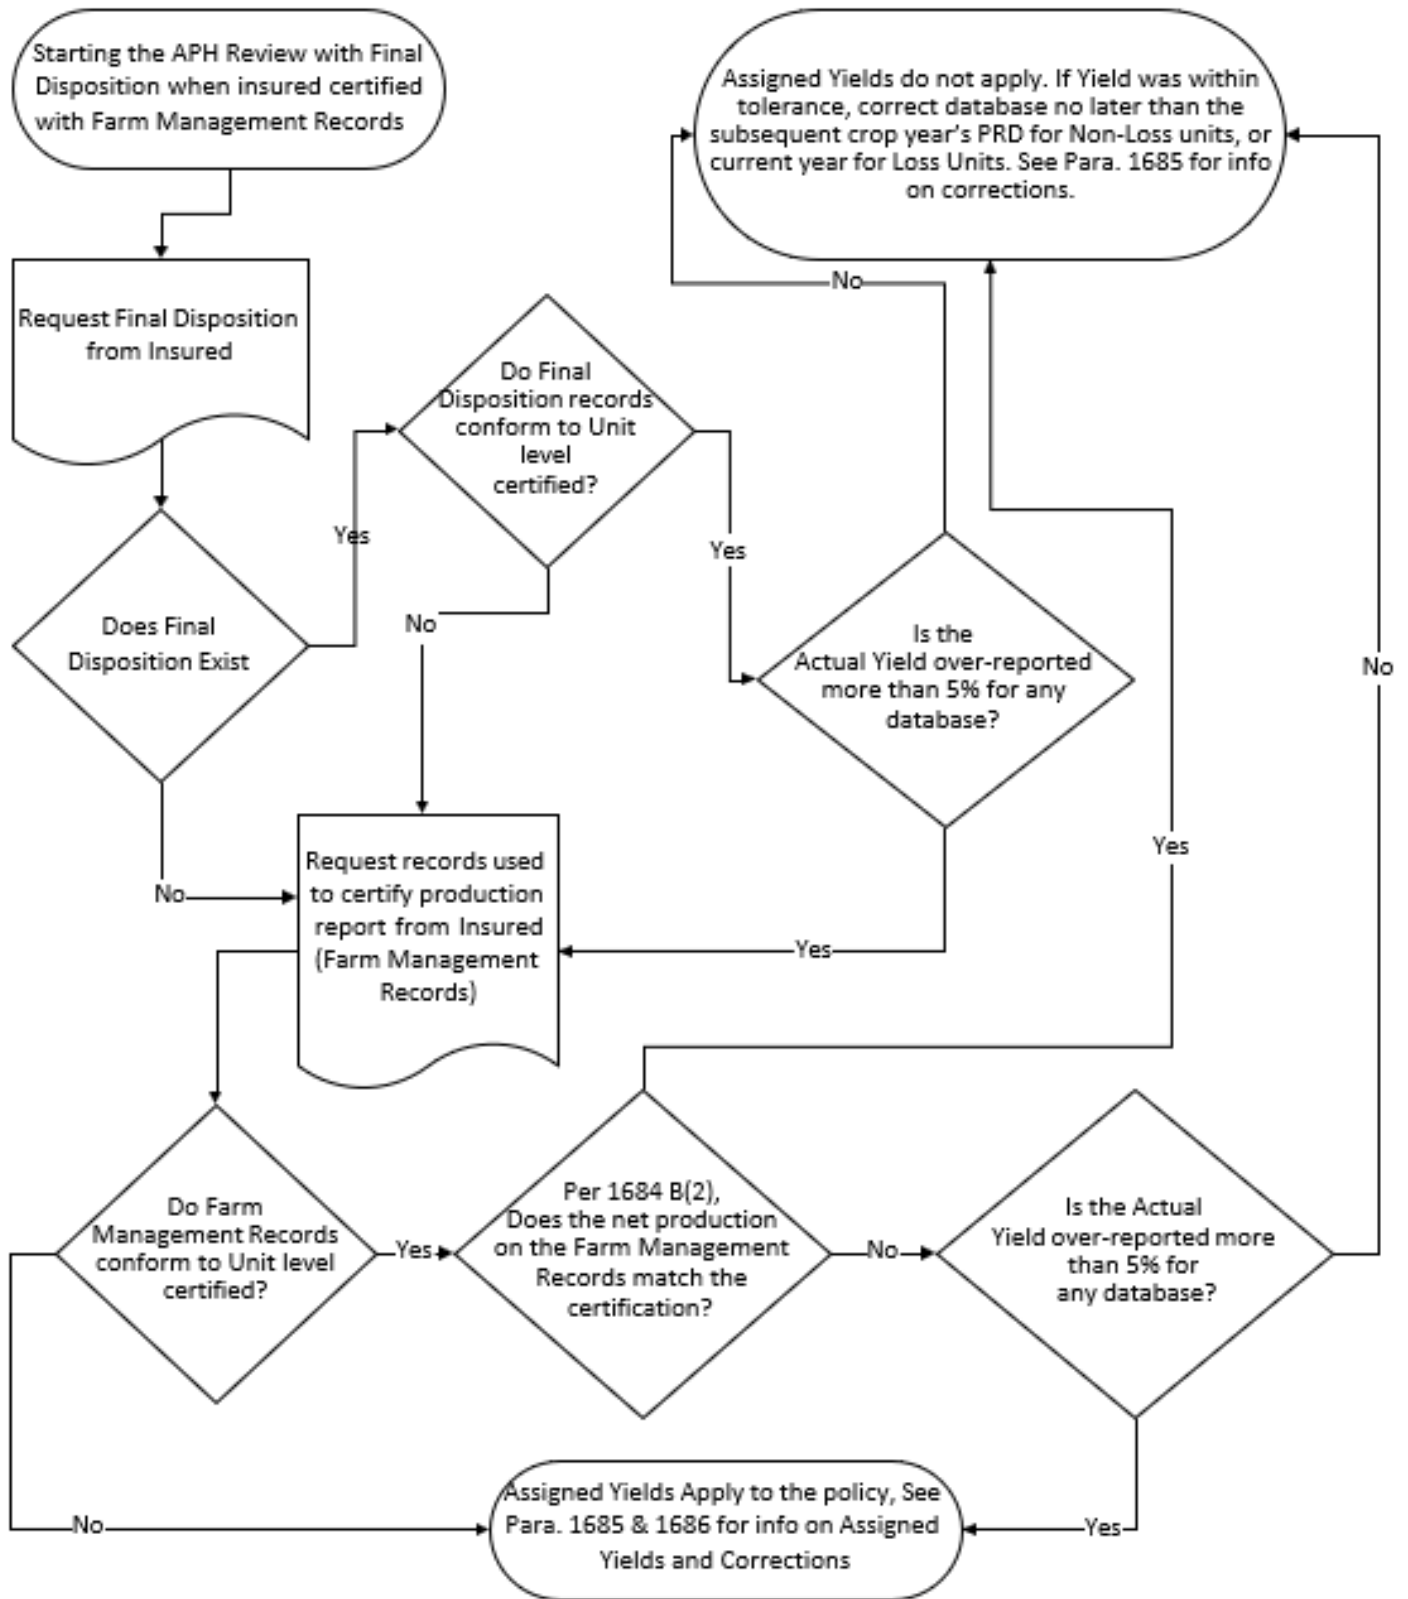 Starting the APH Review with Final
Disposition when insured certified
with Farm Management Records
Assigned Yields do not apply. If Yield was within
tolerance, correct database no later than the
subsequent crop year's PRD for Non-Loss units, or
current year for Loss Units. See Para. 1685 for info
on corrections.
Request Final Disposition
from Insured
No
Do Final
Disposition records
conform to Unit
level
certified?
Yes
Yes
No
Does Final
Disposition Exist
Is the
Actual Yield over-reported
more than 5% for any
database?
No
Yes
No
Request records used
to certify production
report from Insured
(Farm Management
Records)
Yes
Do Farm
Management Records
conform to Unit level
certified?
Yes
Per 1684 B(2),
Does the net production
on the Farm Management
Records match the
certification?
No
Is the Actual
Yield over-reported more
than 5% for
any database?
No
Assigned Yields Apply to the policy, See
Para. 1685 & 1686 for info on Assigned
Yields and Corrections
Yes